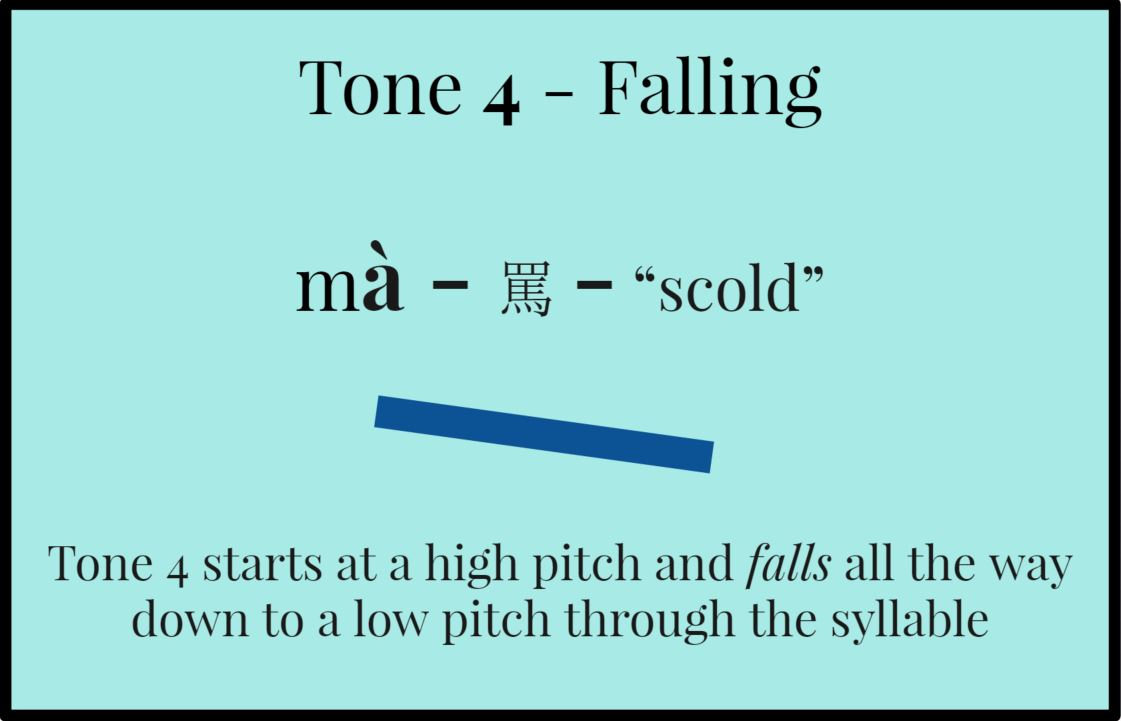 Tone 4 - Falling
mà - 罵 - “scold”
Tone 4 starts at a high pitch and falls all the way
down to a low pitch through the syllable